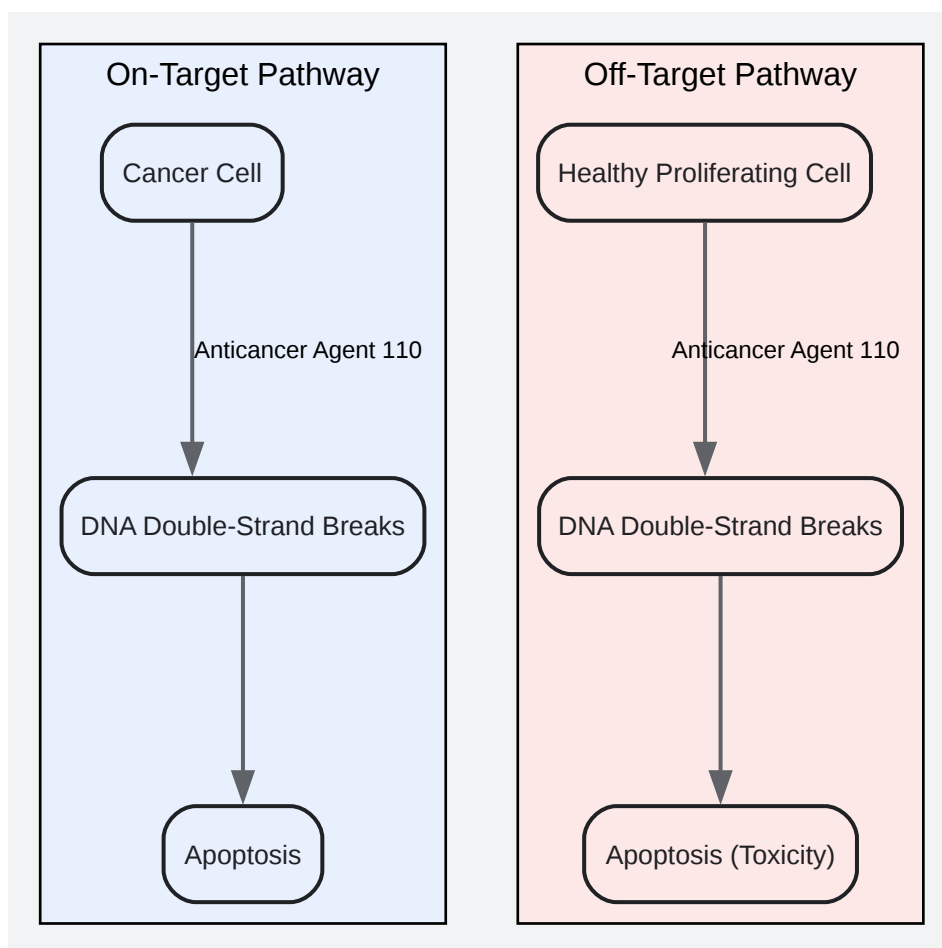 On-Target Pathway
Cancer Cell
Anticancer Agent 110
DNA Double-Strand Breaks
Apoptosis
Off-Target Pathway
Healthy Proliferating Cell
Anticancer Agent 110
DNA Double-Strand Breaks
Apoptosis (Toxicity)